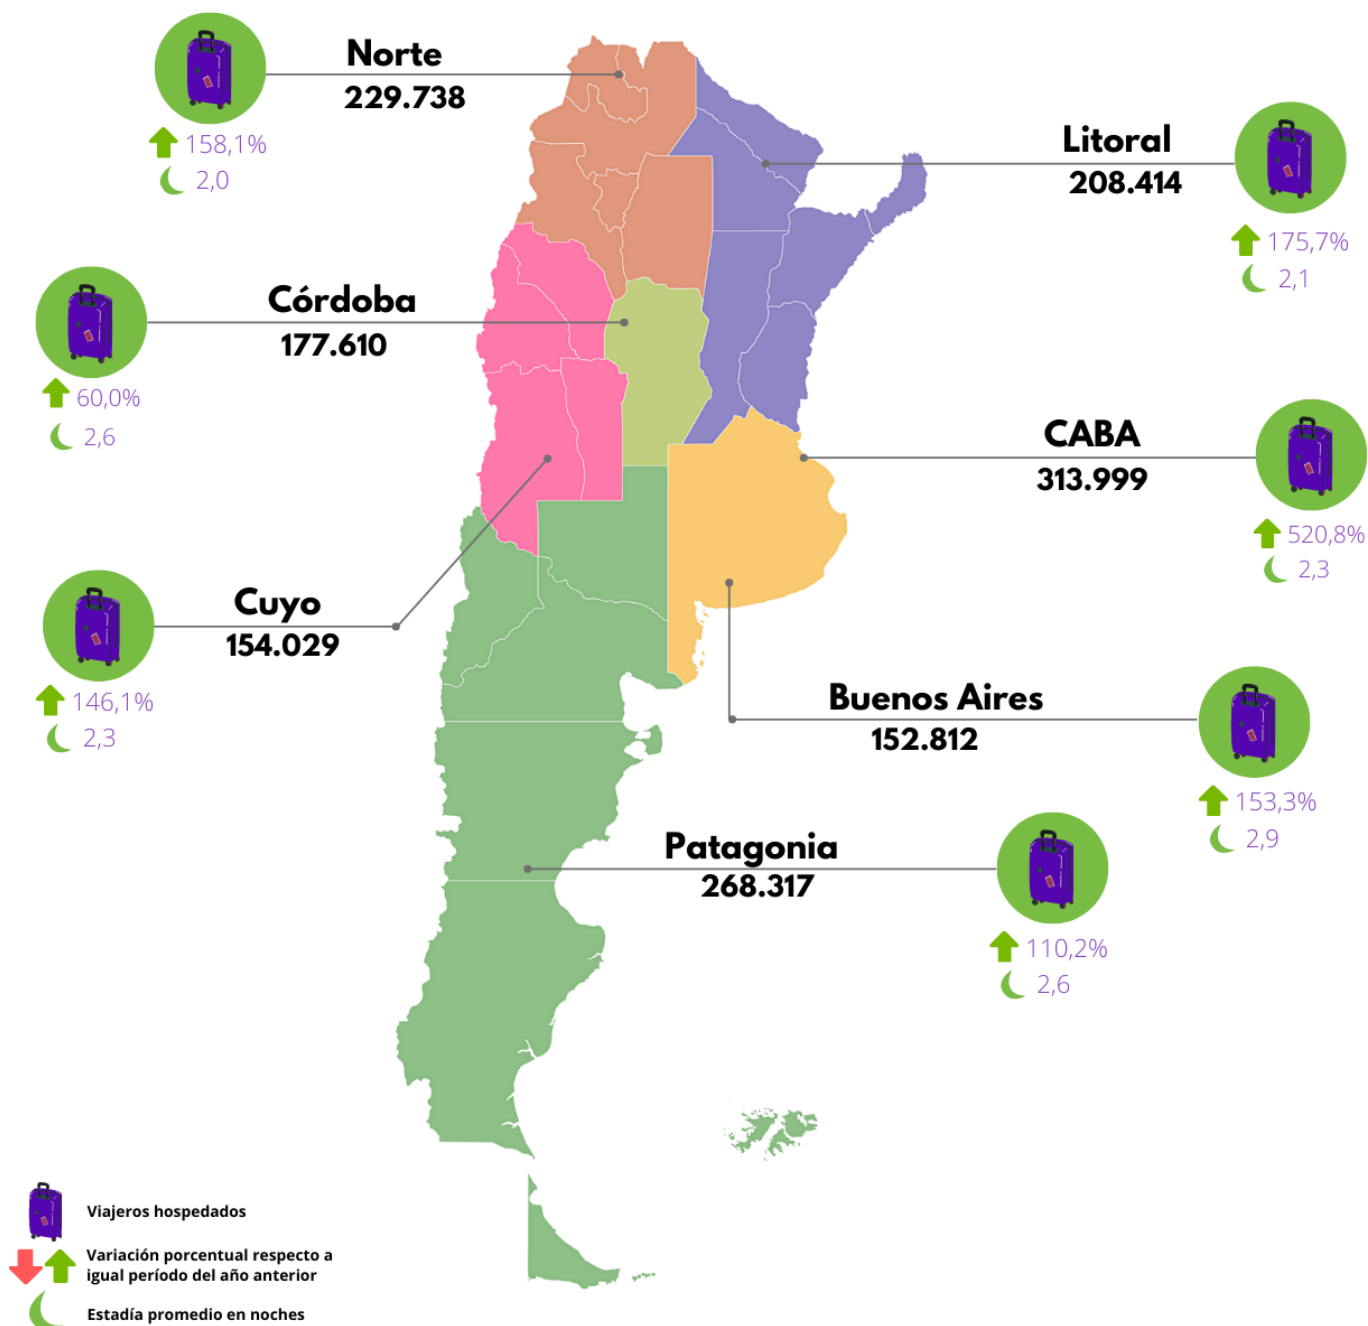 Norte
229.738
158,1%
2,0
Litoral
208.414
175,7%
2,1
Córdoba
177.610
60,0%
2,6
CABA
313.999
520,8%
2,3
Cuyo
154.029
146,1%
2,3
Buenos Aires
152.812
153,3%
2,9
Patagonia
268.317
110,2%
2,6
Viajeros hospedados
Variación porcentual respecto a
igual período del año anterior
Estadía promedio en noches